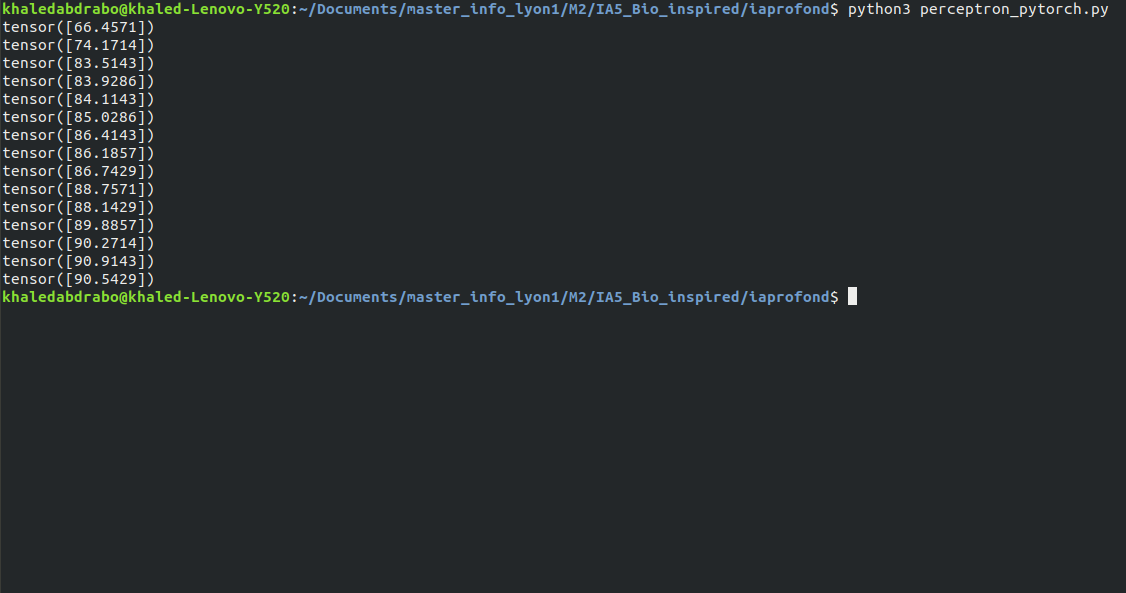 khaledabdrabo@khaled-Lenovo-Y520:~/Documents/master_info_lyon1/M2/IA5_Bio_inspired/iaprofond$ python3 perceptron_pytorch.py
tensor([66.4571])
tensor([74.1714])
tensor([83.5143])
tensor([83.9286])
tensor([84.1143])
tensor([85.0286])
tensor([86.4143])
tensor([86.1857])
tensor([86.7429])
tensor([88.7571])
tensor([88.1429])
tensor([89.8857])
tensor([90.2714])
tensor([90.9143])
tensor([90.5429])
khaledabdrabo@khaled-Lenovo-Y520:~/Documents/master_info_lyon1/M2/IA5_Bio_inspired/iaprofond$